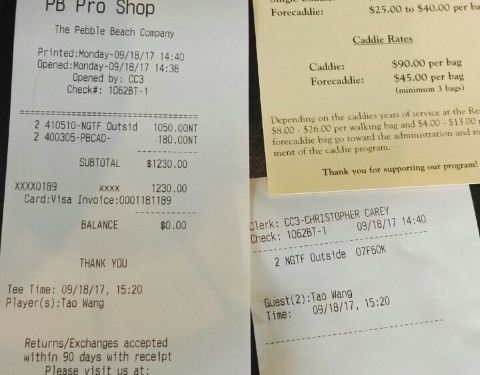 PB Pro Shop
The Pebble Beach Company
Printed:Monday-09/18/17 14:40
Opened:Monday-09/18/17 14:38
Opened by: CC3
Check#: 1062BT-1
2 410510-NGTF Outsid 1050.00NT
2 400305-PBCAD- 180.00NT
SUBTOTAL $1230.00
XXXX0189 xxxx 1230.00
Card:Visa Invoice:0001181189
BALANCE $0.00
THANK YOU
Tee Time: 09/18/17, 15:20
Player(s):Tao Wang
Returns/Exchanges accepted
within 90 days with receipt
Please visit us at:
Forecaddie: $25.00 to $40.00 per ba
Caddie Rates
Caddie: $90.00 per bag
Forecaddie: $45.00 per bag
(minimum 3 bags)
Depending on the caddies years of service at the Re
$8.00 - $26.00 per walking bag and $4.00 - $13.00
forecaddie bag go toward the administration and m
ment of the caddie program.
Thank you for supporting our program!
Clerk: CC3-CHRISTOPHER CAREY
Check: 1062BT-1 09/18/17 14:40
2 NGTF Outside 07F60K
Guest(2):Tao Wang
Time: 09/18/17, 15:20